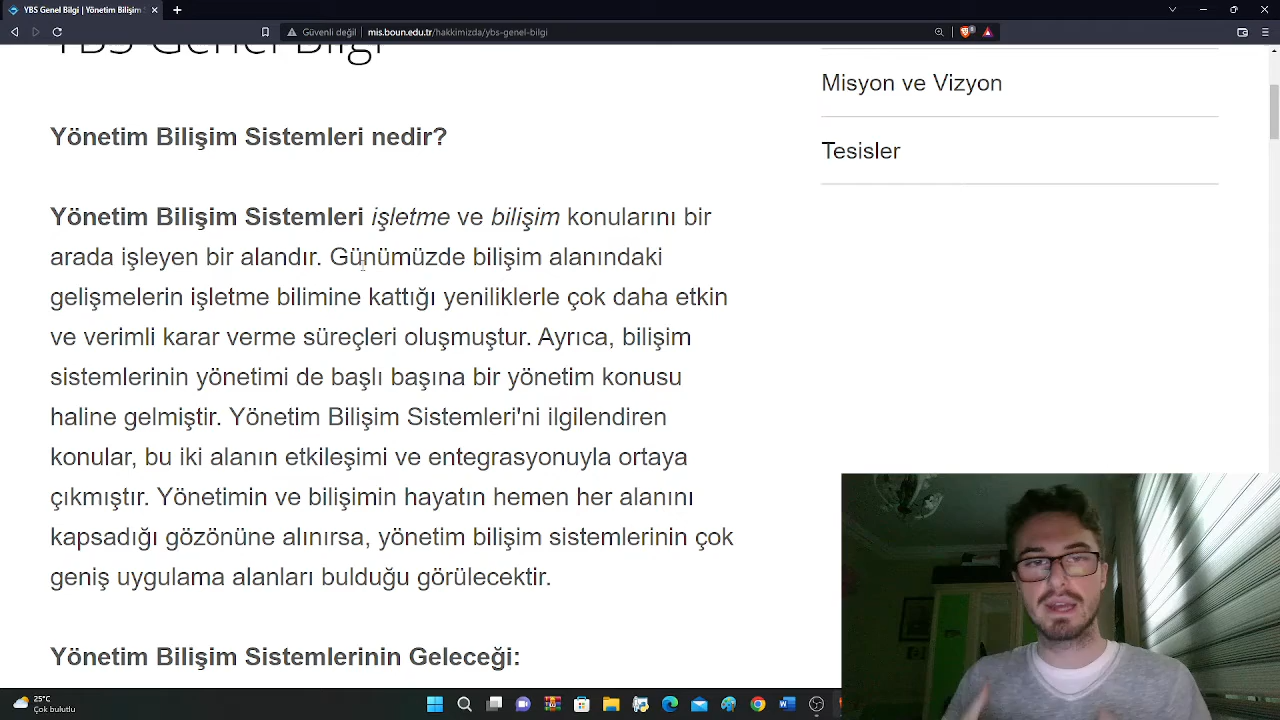 YBS Genel Bilgi | Yönetim Bilişim
Güvenli değil
mis.boun.edu.tr/hakkimizda/ybs-genel-bilgi
YBS Genel Bilgi
Misyon ve Vizyon
Tesisler
Yönetim Bilişim Sistemleri nedir?
Yönetim Bilişim Sistemleri işletme ve bilişim konularını bir
arada işleyen bir alandır. Günümüzde bilişim alanındaki
gelişmelerin işletme bilimine kattığı yeniliklerle çok daha etkin
ve verimli karar verme süreçleri oluşmuştur. Ayrıca, bilişim
sistemlerinin yönetimi de başlı başına bir yönetim konusu
haline gelmiştir. Yönetim Bilişim Sistemleri'ni ilgilendiren
konular, bu iki alanın etkileşimi ve entegrasyonuyla ortaya
çıkmıştır. Yönetimin ve bilişimin hayatın hemen her alanını
kapsadığı gözönüne alınırsa, yönetim bilişim sistemlerinin çok
geniş uygulama alanları bulduğu görülecektir.
Yönetim Bilişim Sistemlerinin Geleceği:
25°C
Çok bulutlu